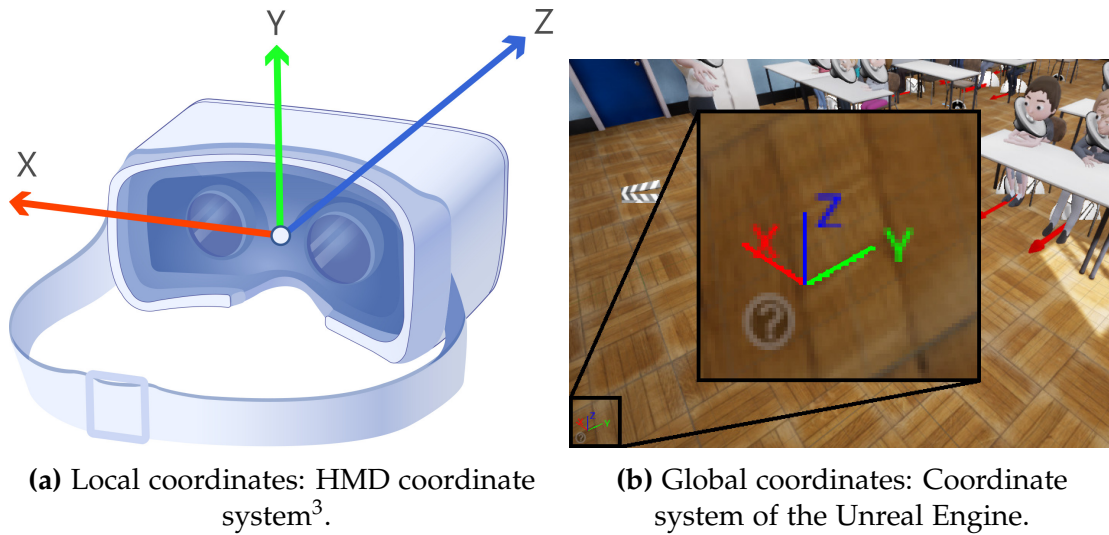 Y
Z
X
Z
X
Y
?
Z
X
Y
(a) Local coordinates: HMD coordinate
system³.
(b) Global coordinates: Coordinate
system of the Unreal Engine.